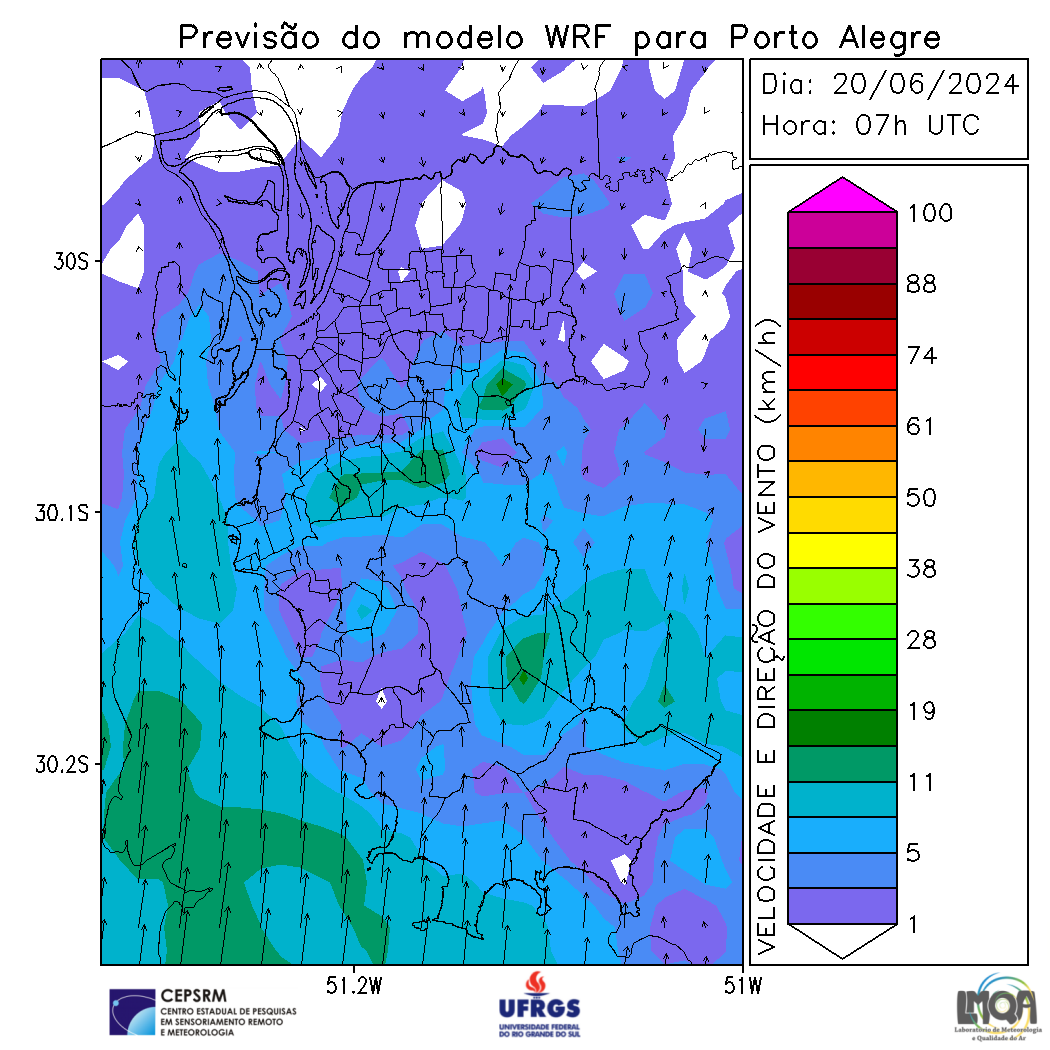 Previsão do modelo WRF para Porto Alegre
Dia: 20/06/2024
Hora: 07h UTC
30S
30.1S
30.2S
51.2W
51W
VELOCIDADE E DIREÇÃO DO VENTO (km/h)
100
88
74
61
50
38
28
19
11
5
1
CEPSRM
CENTRO ESTADUAL DE PESQUISAS
EM SENSORIAMENTO REMOTO
E METEOROLOGIA
UFRGS
UNIVERSIDADE FEDERAL
DO RIO GRANDE DO SUL
LMQA
Laboratório de Meteorologia
e Qualidade do Ar